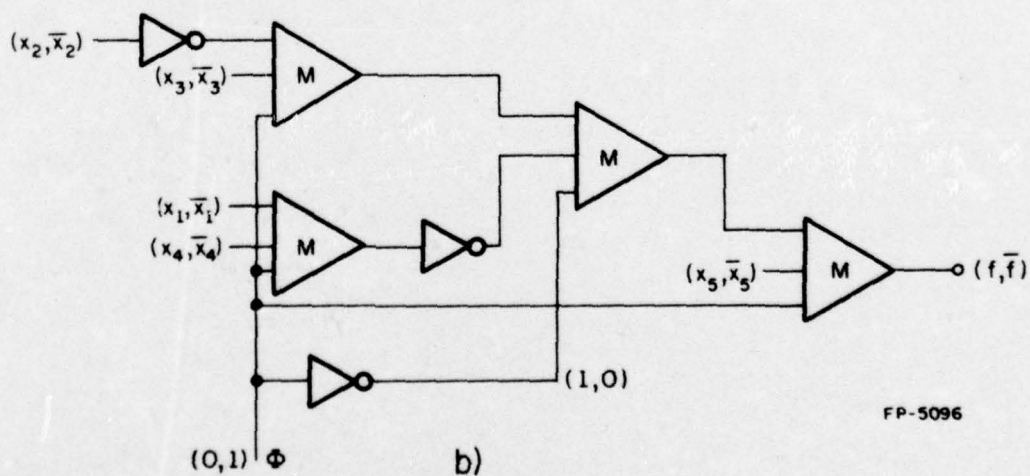 (x₂,x̅₂)
M
(x₃,x̅₃)
M
(x₁,x̅₁)
M
(x₄,x̅₄)
(x₅,x̅₅)
M
(f,f̅)
(1,0)
FP-5096
(0,1) Φ
b)